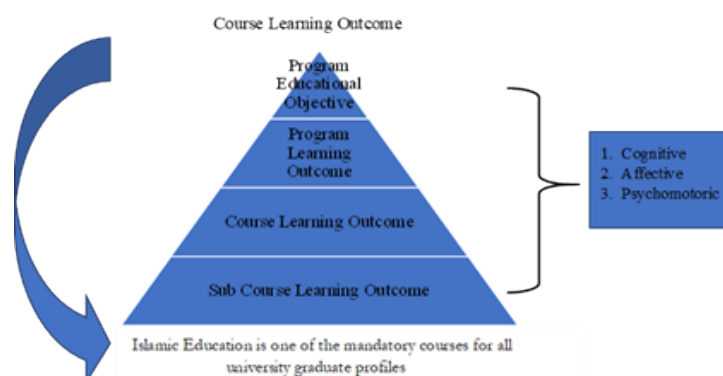 Course Learning Outcome
Program
Educational
Objective
Program
Learning
Outcome
Course Learning Outcome
Sub Course Learning Outcome
1. Cognitive
2. Affective
3. Psychomotoric
Islamic Education is one of the mandatory courses for all
university graduate profiles